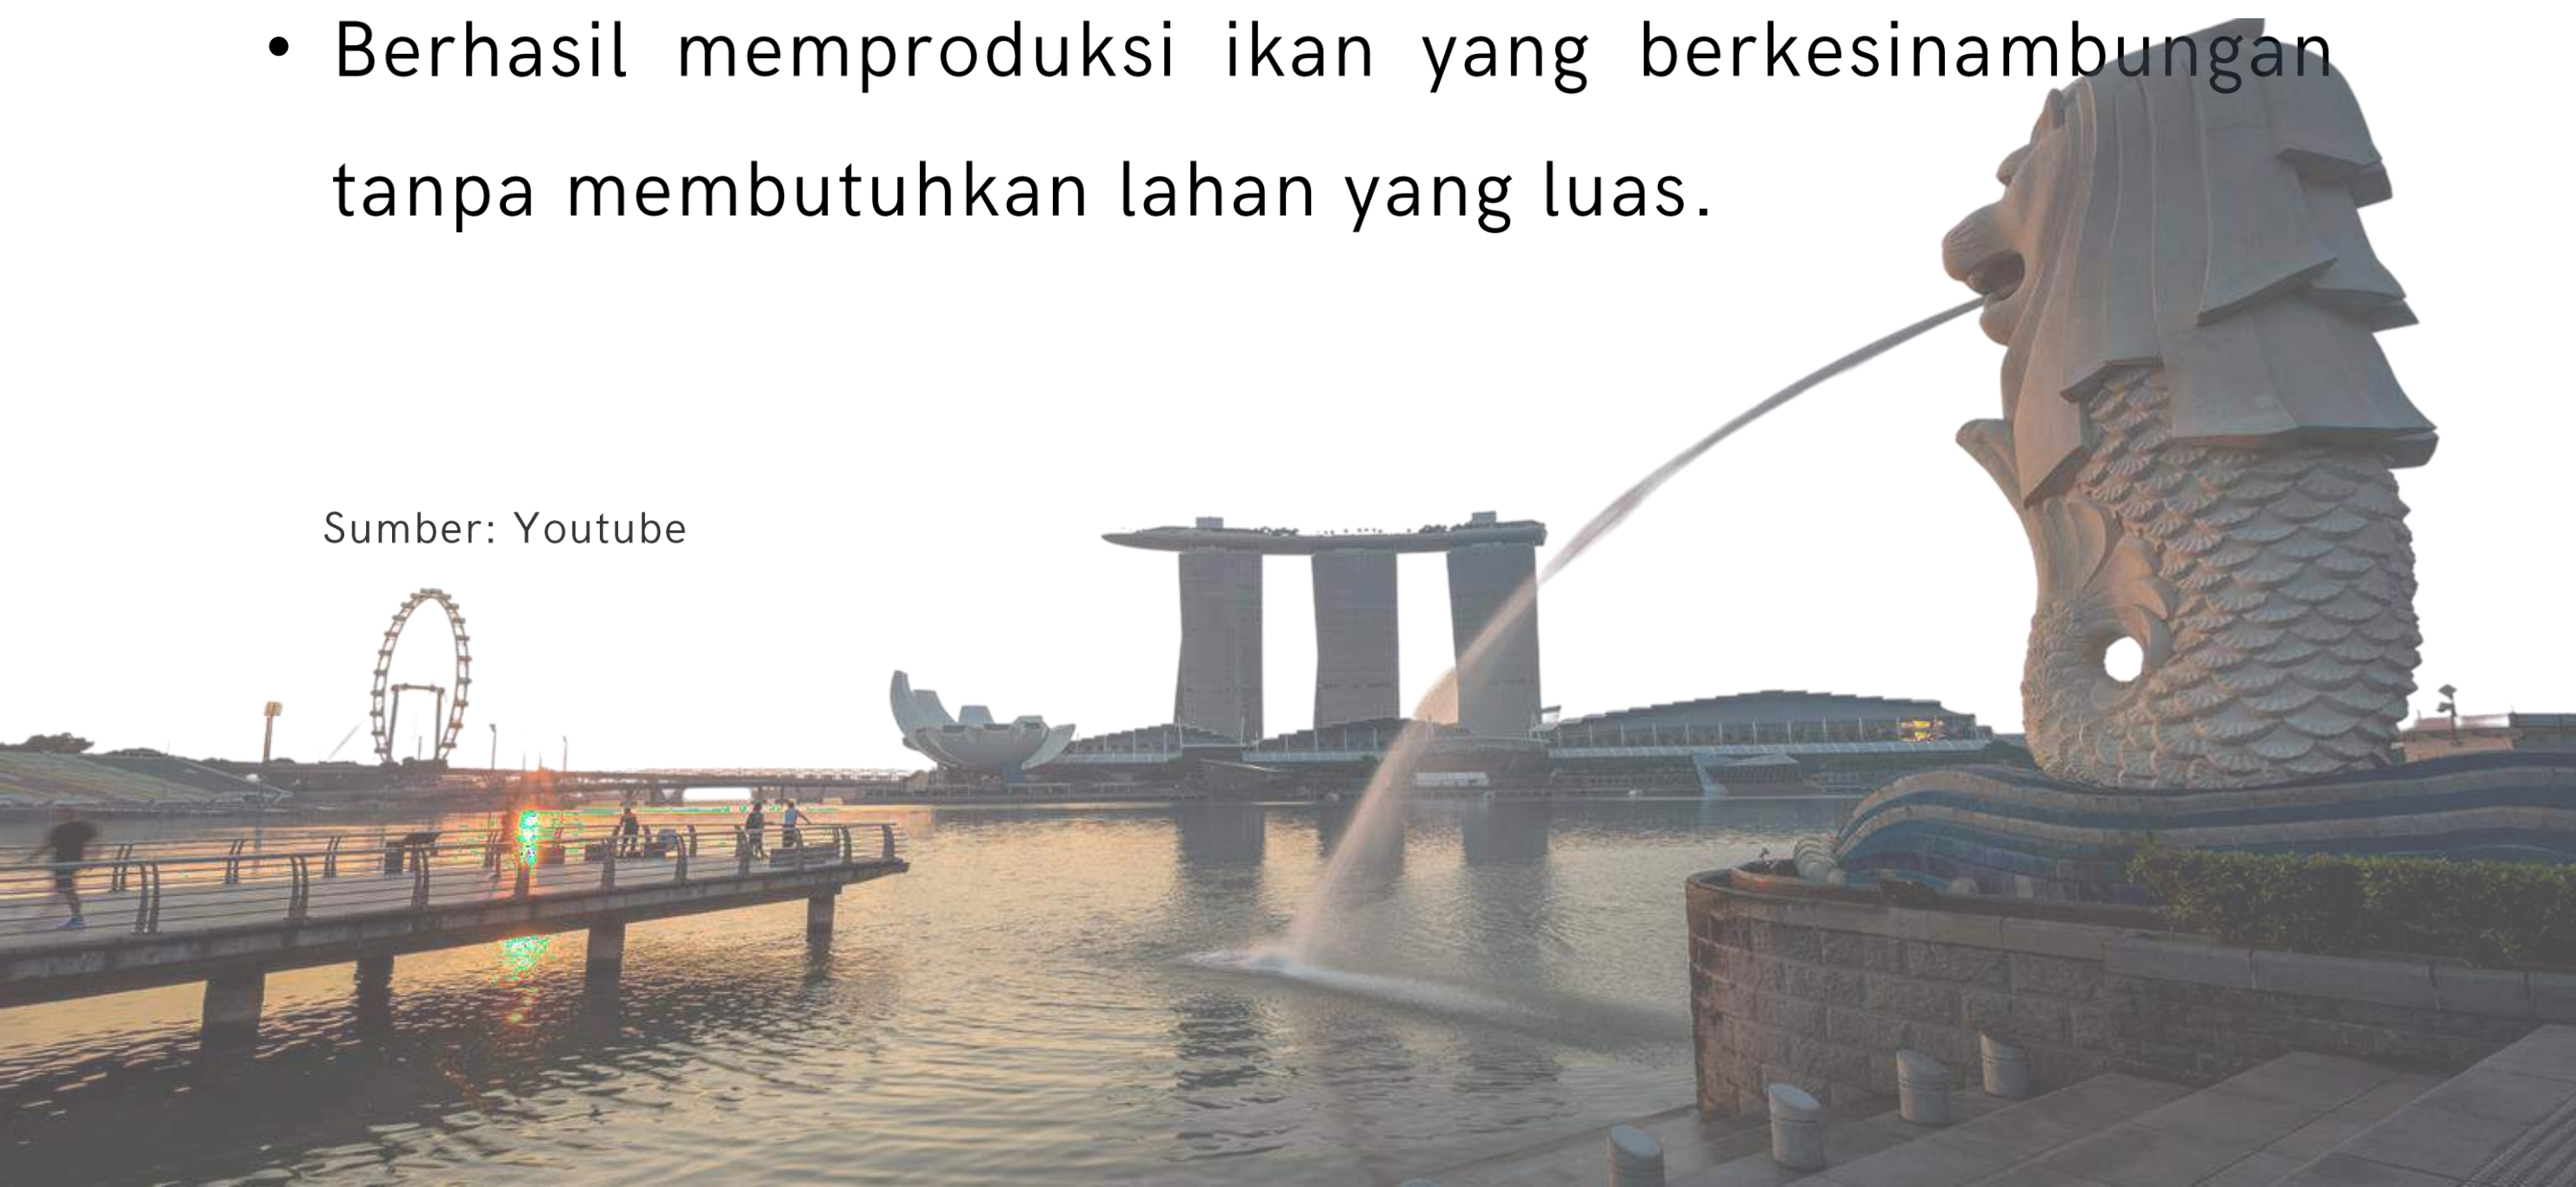 • Berhasil memproduksi ikan yang berkesinambungan
tanpa membutuhkan lahan yang luas.
Sumber: Youtube